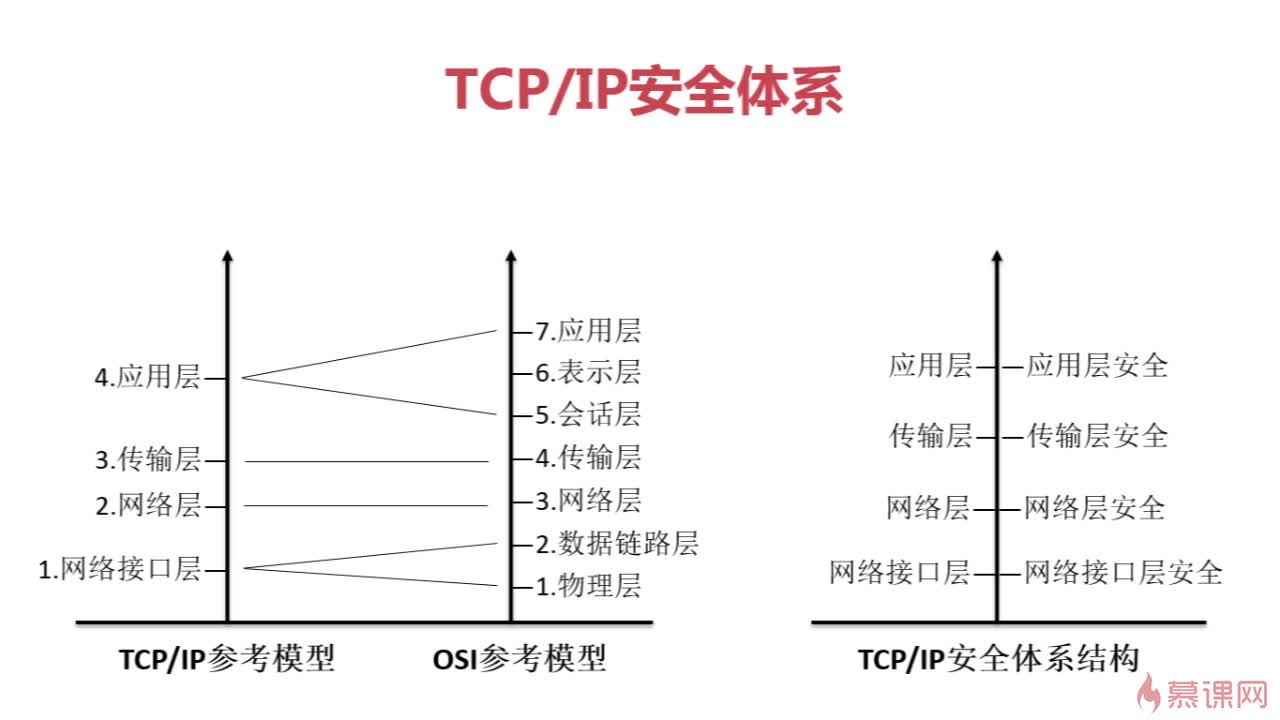 TCP/IP安全体系
4.应用层
3.传输层
2.网络层
1.网络接口层
TCP/IP参考模型
7.应用层
6.表示层
5.会话层
4.传输层
3.网络层
2.数据链路层
1.物理层
OSI参考模型
应用层 应用层安全
传输层 传输层安全
网络层 网络层安全
网络接口层 网络接口层安全
TCP/IP安全体系结构
慕课网